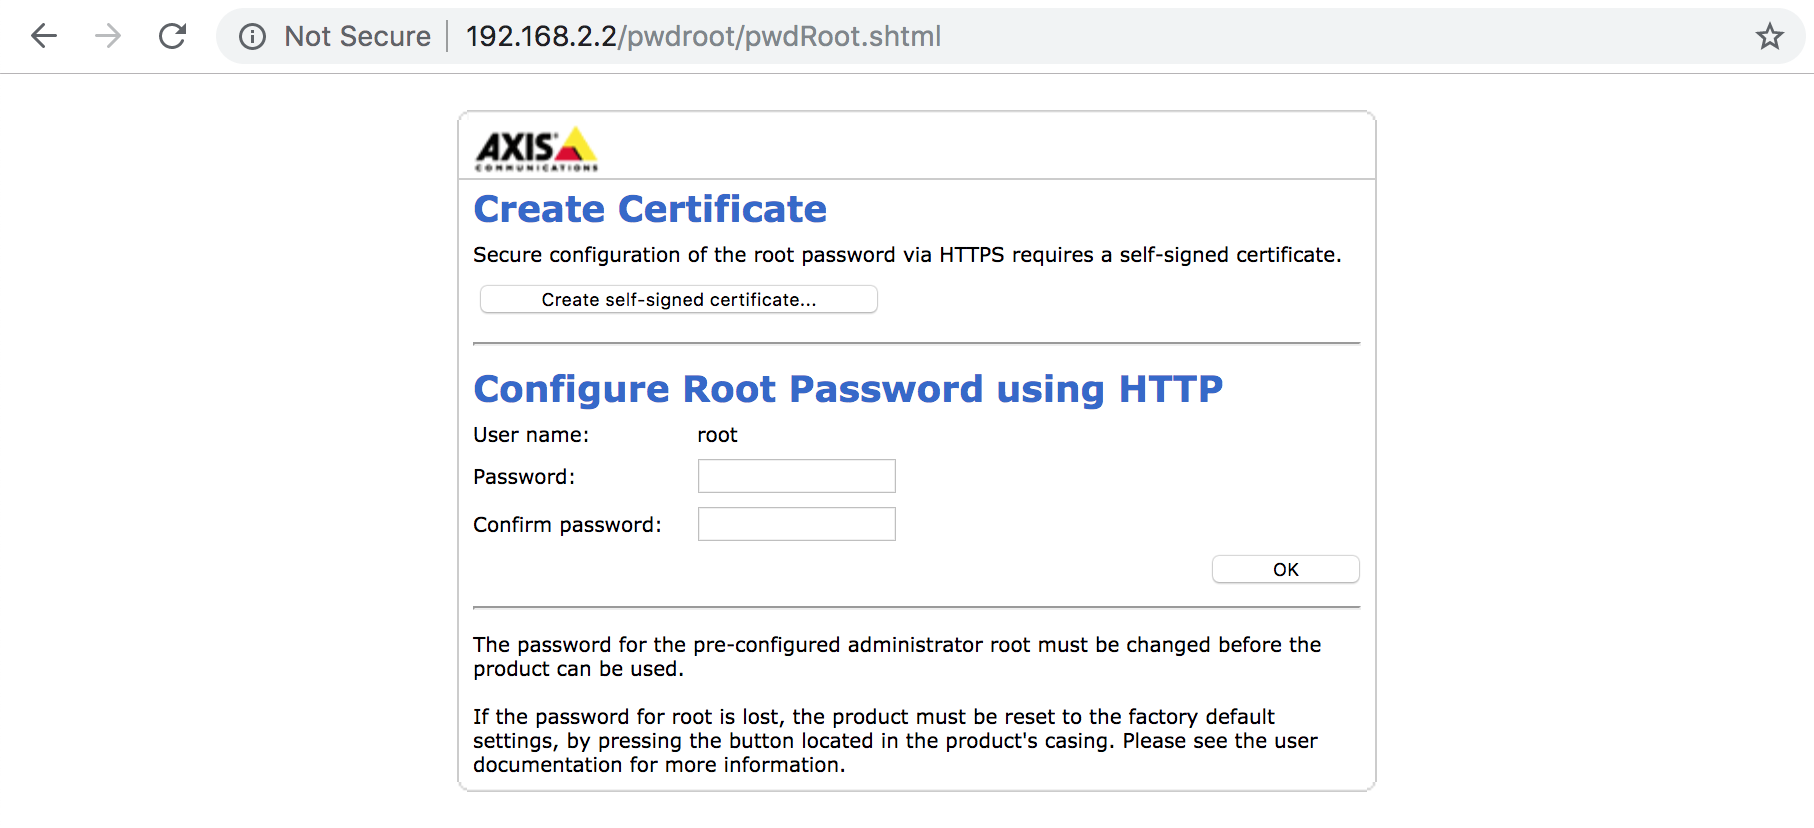 Not Secure 192.168.2.2/pwdroot/pwdRoot.shtml
AXIS
COMMUNICATIONS
Create Certificate
Secure configuration of the root password via HTTPS requires a self-signed certificate.
Create self-signed certificate...
Configure Root Password using HTTP
User name: root
Password:
Confirm password:
OK
The password for the pre-configured administrator root must be changed before the
product can be used.
If the password for root is lost, the product must be reset to the factory default
settings, by pressing the button located in the product's casing. Please see the user
documentation for more information.